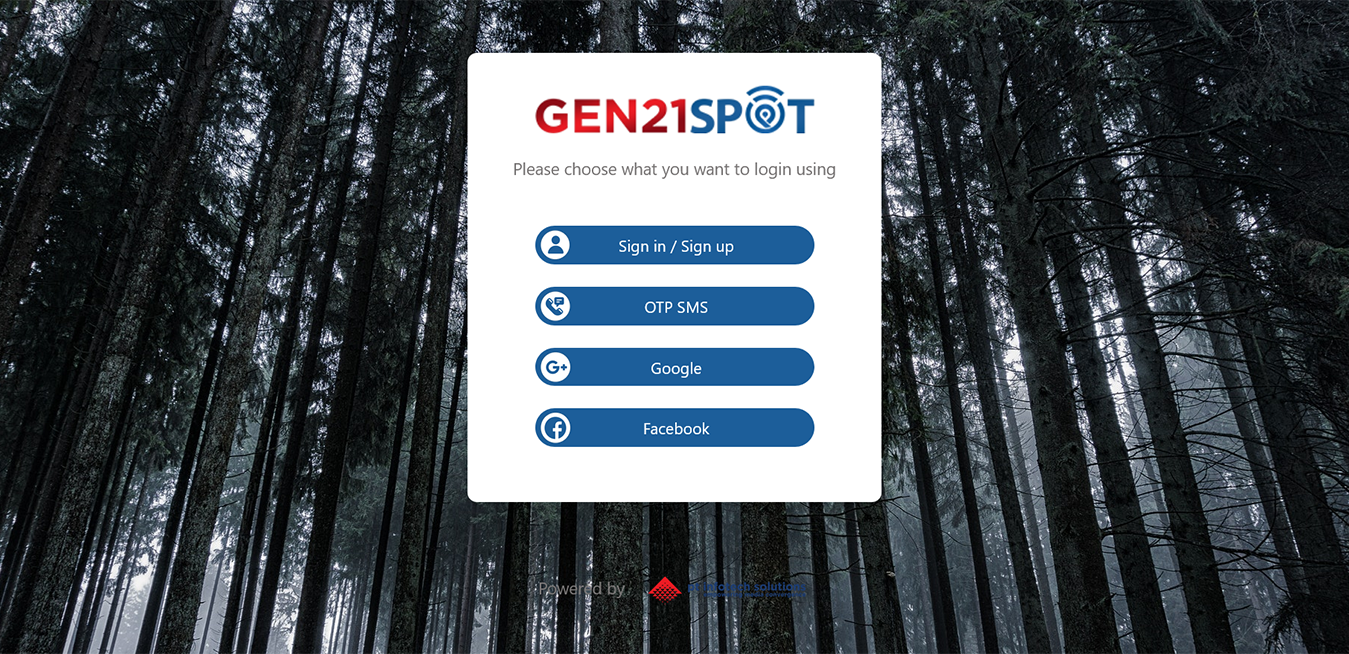 GEN21SPOT
Please choose what you want to login using
Sign in / Sign up
OTP SMS
G+ Google
Facebook
Powered by